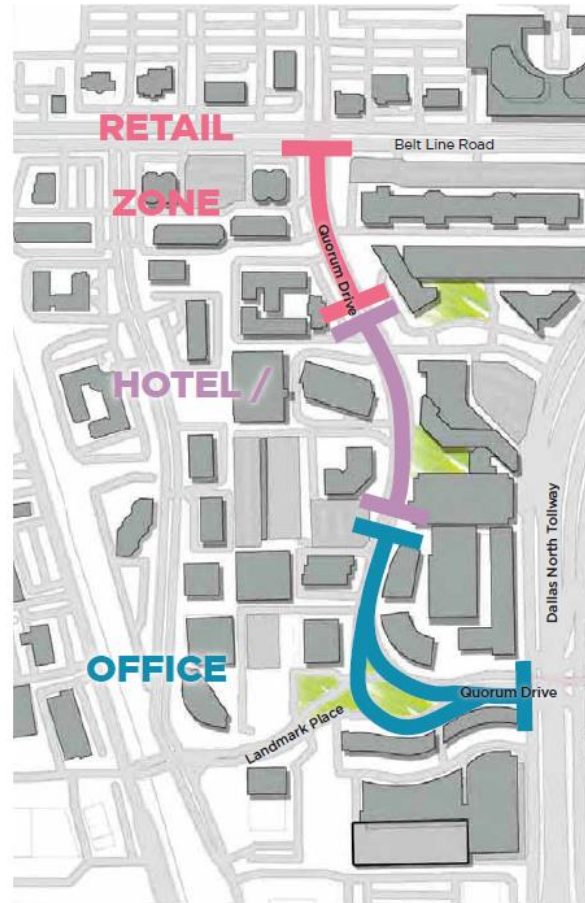 RETAIL
Belt Line Road
ZONE
Quorum Drive
HOTEL /
Dallas North Tollway
OFFICE
Quorum Drive
Landmark Place